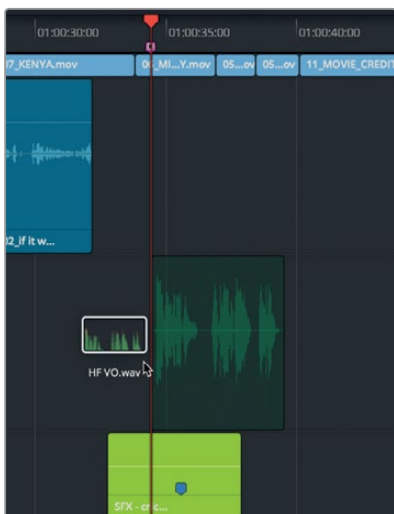 01:00:30:00 01:00:35:00 01:00:40:00
07_KENYA.mov 06_MI...Y.mov 05...ov 05...ov 11_MOVIE_CREDIT
02_if it w...
HF VO.wav
SFX - cric...